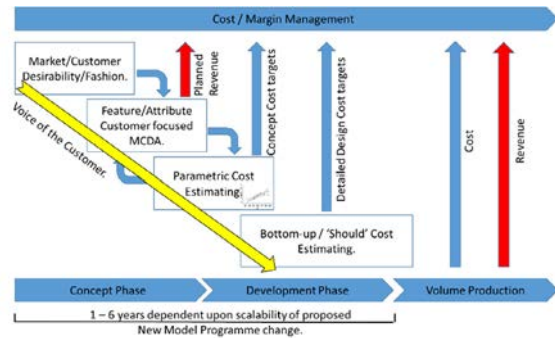 Cost / Margin Management
Market/Customer
Desirability/Fashion.
Planned
Revenue
Concept Cost targets
Detailed Design Cost targets
Cost
Revenue
Voice of the Customer.
Feature/Attribute
Customer focused
MCDA.
Parametric Cost
Estimating.
Bottom-up / ‘Should’ Cost
Estimating.
Concept Phase
Development Phase
Volume Production
1 – 6 years dependent upon scalability of proposed
New Model Programme change.